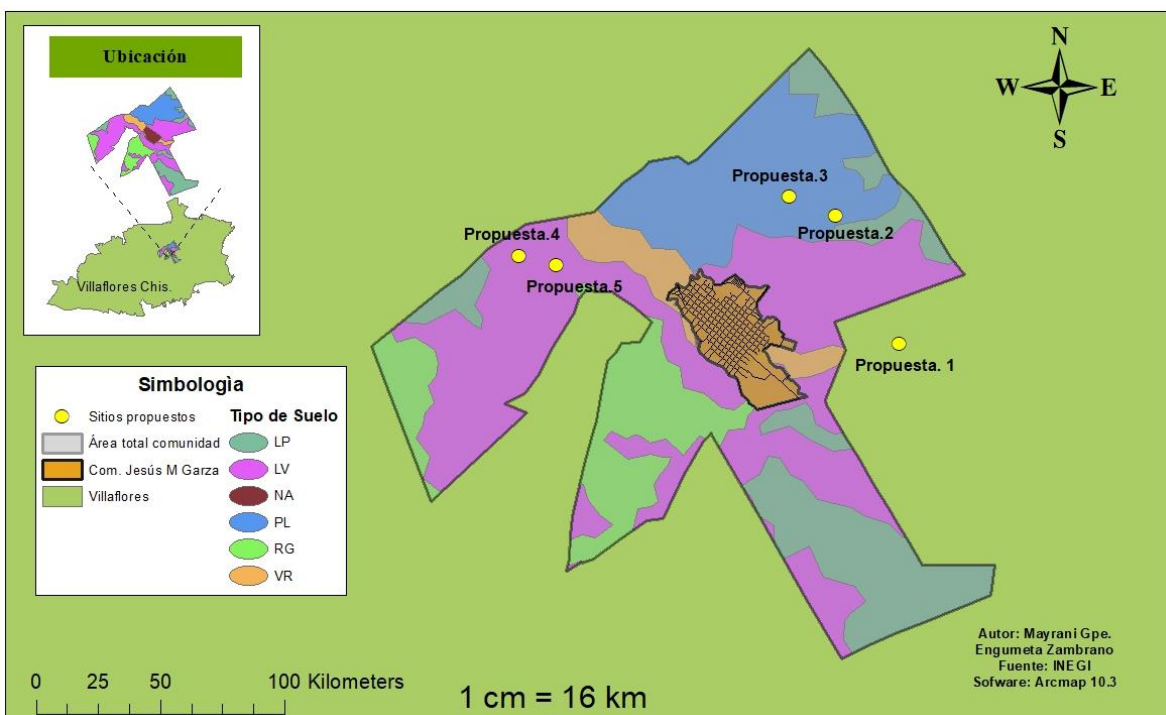 Ubicación
Villaflores Chis.
N
W
E
S
Propuesta.3
Propuesta.2
Propuesta.4
Propuesta.5
Propuesta. 1
Simbologìa
Sitios propuestos
Área total comunidad
Com. Jesús M Garza
Villaflores
Tipo de Suelo
LP
LV
NA
PL
RG
VR
0 25 50 100 Kilometers
1 cm = 16 km
Autor: Mayrani Gpe.
Engumeta Zambrano
Fuente: INEGI
Sofware: Arcmap 10.3